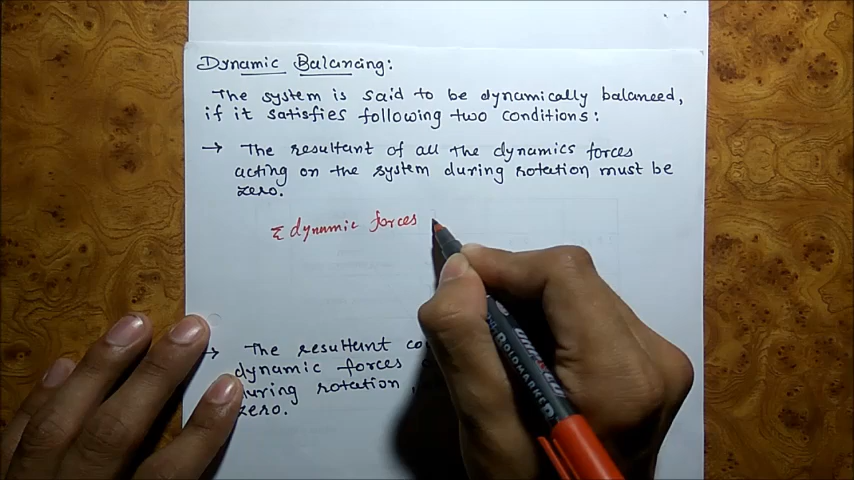 Dynamic Balancing:
The system is said to be dynamically balanced,
if it satisfies following two conditions:
→ The resultant of all the dynamics forces
acting on the system during rotation must be
zero.
Σ dynamic forces
→ The resultant
dynamic forces
during rotation,
zero.